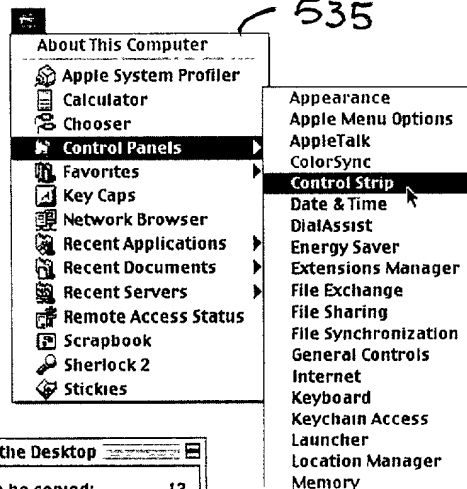 535
About This Computer
Apple System Profiler
Calculator
Chooser
Control Panels
Favorites
Key Caps
Network Browser
Recent Applications
Recent Documents
Recent Servers
Remote Access Status
Scrapbook
Sherlock 2
Stickies
Appearance
Apple Menu Options
AppleTalk
ColorSync
Control Strip
Date & Time
DialAssist
Energy Saver
Extensions Manager
File Exchange
File Sharing
File Synchronization
General Controls
Internet
Keyboard
Keychain Access
Launcher
Location Manager
Memory
the Desktop